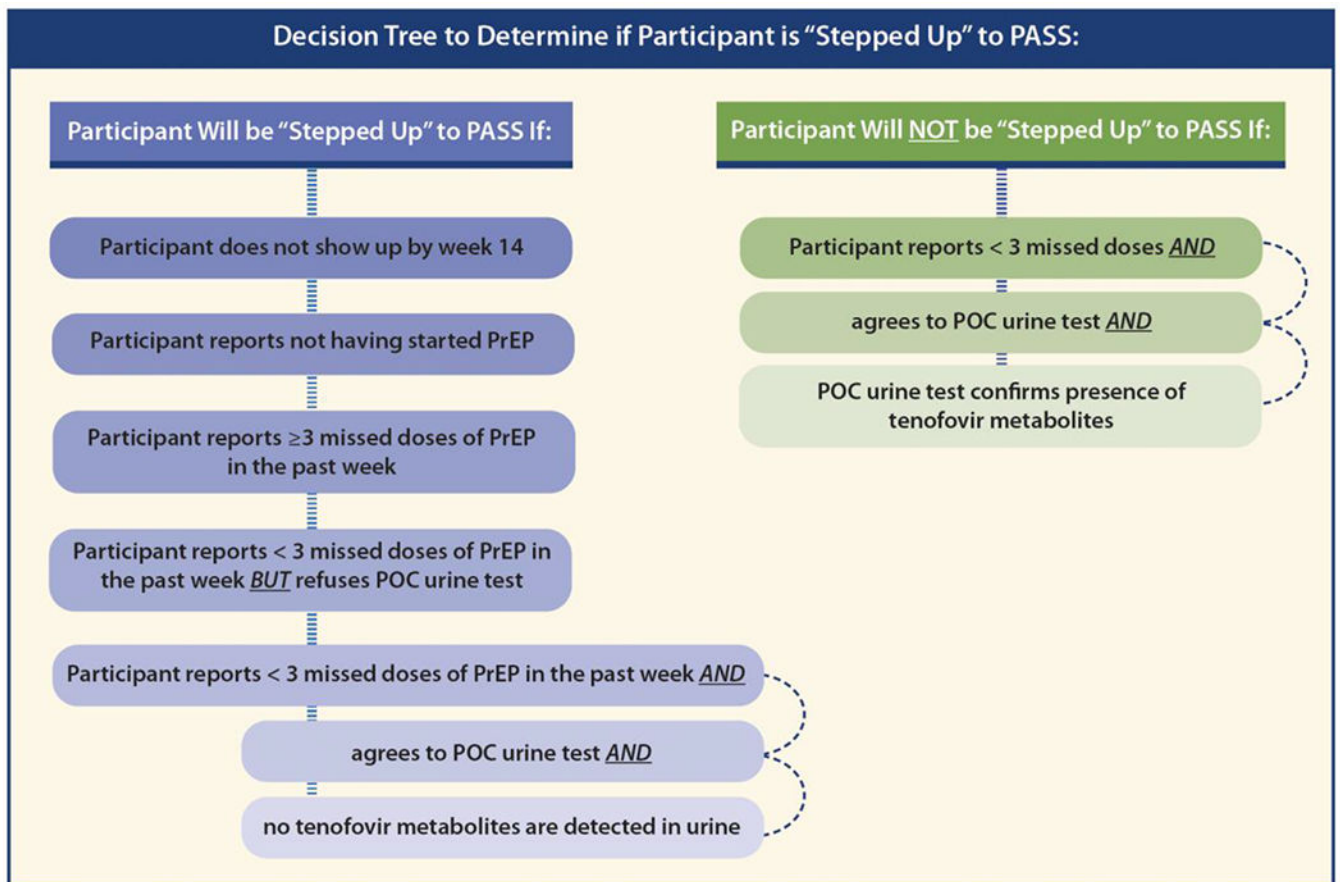 Decision Tree to Determine if Participant is “Stepped Up” to PASS:
Participant Will be “Stepped Up” to PASS If:
Participant does not show up by week 14
Participant reports not having started PrEP
Participant reports ≥3 missed doses of PrEP
in the past week
Participant reports < 3 missed doses of PrEP in
the past week BUT refuses POC urine test
Participant reports < 3 missed doses of PrEP in the past week AND
agrees to POC urine test AND
no tenofovir metabolites are detected in urine
Participant Will NOT be “Stepped Up” to PASS If:
Participant reports < 3 missed doses AND
agrees to POC urine test AND
POC urine test confirms presence of
tenofovir metabolites